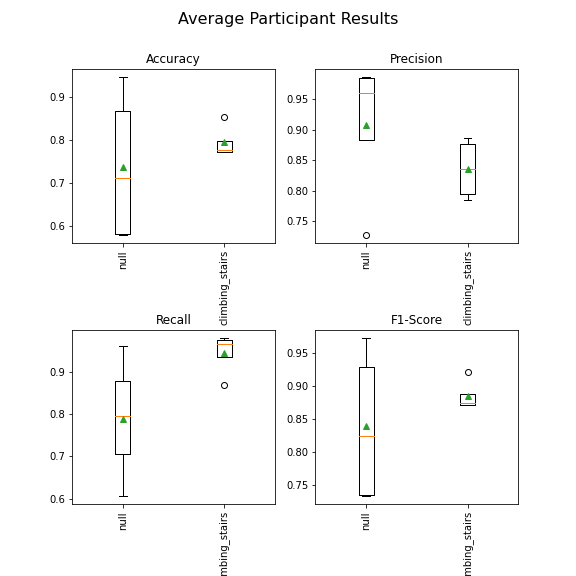 Average Participant Results
Accuracy
0.9
0.8
0.7
0.6
null
climbing_stairs
Precision
0.95
0.90
0.85
0.80
0.75
null
climbing_stairs
Recall
0.9
0.8
0.7
0.6
null
mbing_stairs
F1-Score
0.95
0.90
0.85
0.80
0.75
null
mbing_stairs